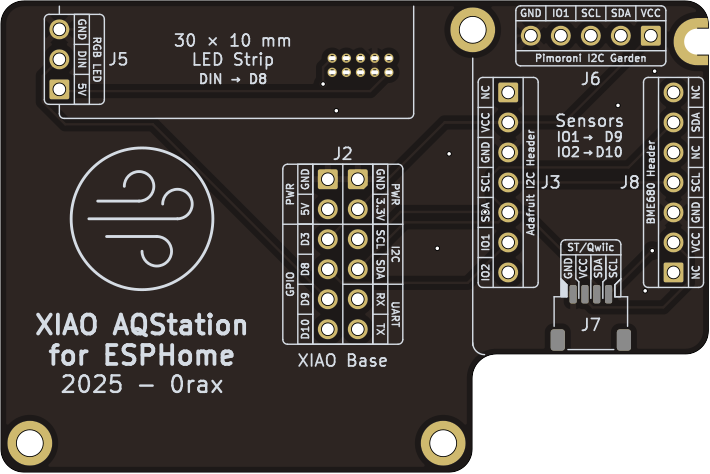 GND IO1 SCL SDA VCC
Pimoroni I2C Garden
J6
GND DIN 5V
RGB LED
J5
30 × 10 mm
LED Strip
DIN → D8
Sensors
IO1→ D9
IO2→D10
NC VCC GND SCL SDA IO1 IO2
Adafruit I2C Header
J3
J8
BME680 Header
NC SDA NC SCL GND VCC NC
J2
PWR
GND 5V
GPIO
D3 D8 D9 D10
GND 3.3V
PWR
SCL SDA
I2C
RX TX
UART
XIAO Base
ST/Qwiic
GND VCC SDA SCL
J7
XIAO AQStation
for ESPHome
2025 – Orax